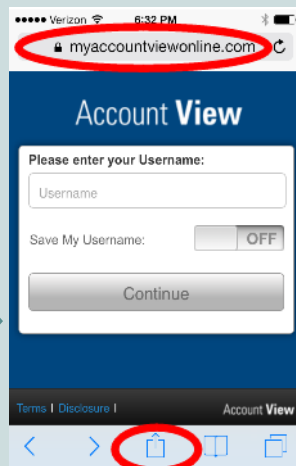 Verizon 6:32 PM
myaccountviewonline.com
Account View
Please enter your Username:
Username
Save My Username: OFF
Continue
Terms | Disclosure | Account View